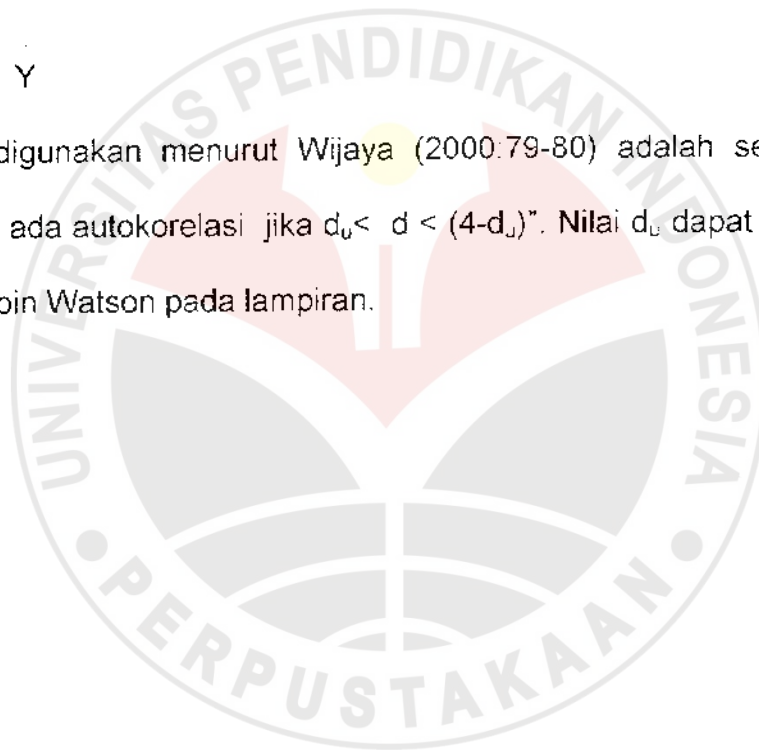 Y
digunakan menurut Wijaya (2000:79-80) adalah se
ada autokorelasi jika dᵤ< d < (4-dᵤ)”. Nilai dᵤ dapat
bin Watson pada lampiran.
UNIVERSITAS PENDIDIKAN INDONESIA
PERPUSTAKAAN